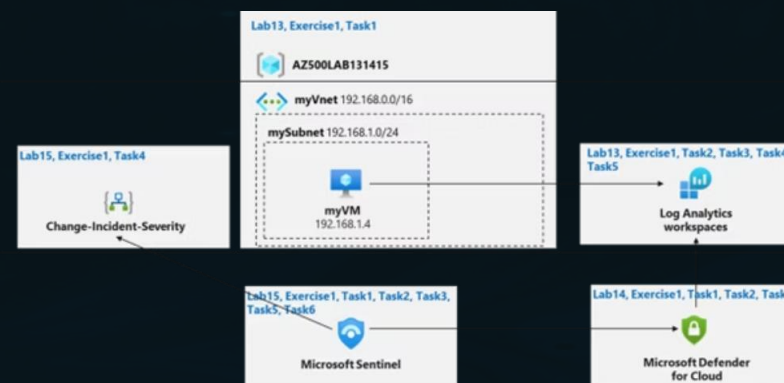 Lab13, Exercise1, Task1
AZ500LAB131415
myVnet 192.168.0.0/16
mySubnet 192.168.1.0/24
myVM
192.168.1.4
Lab15, Exercise1, Task4
Change-Incident-Severity
Lab13, Exercise1, Task2, Task3, Task4
Task5
Log Analytics
workspaces
Lab15, Exercise1, Task1, Task2, Task3,
Task5, Task6
Microsoft Sentinel
Lab14, Exercise1, Task1, Task2,
Microsoft Defender
for Cloud